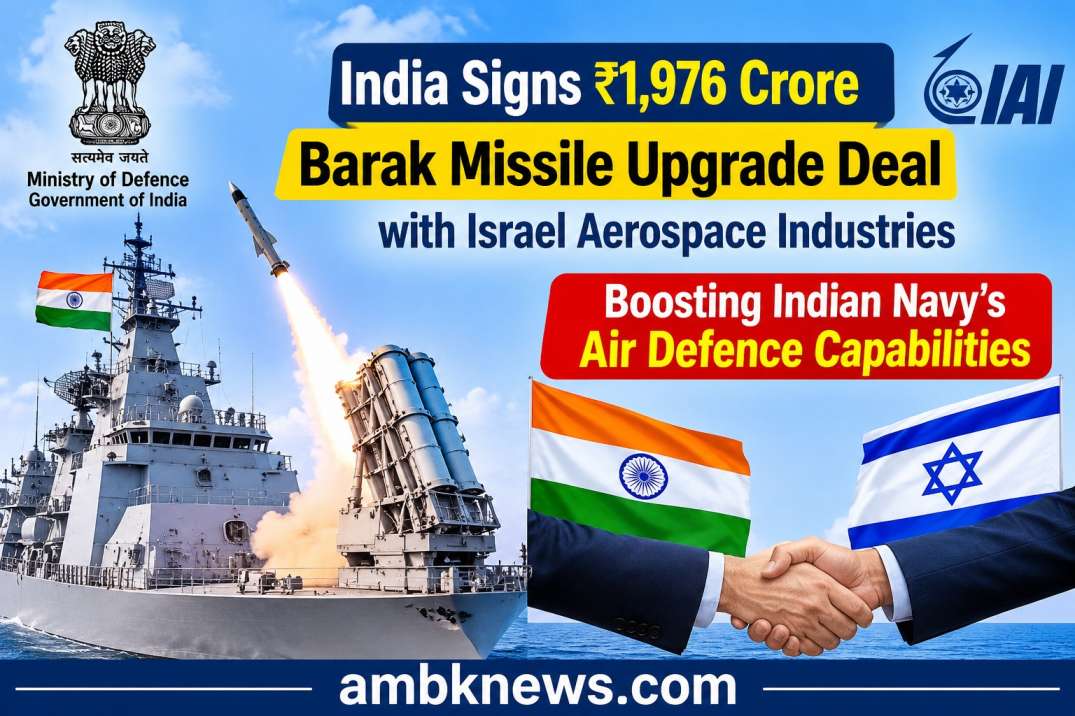 सत्यमेव जयते
Ministry of Defence
Government of India
India Signs ₹1,976 Crore
Barak Missile Upgrade Deal
with Israel Aerospace Industries
IAI
Boosting Indian Navy's
Air Defence Capabilities
ambknews.com